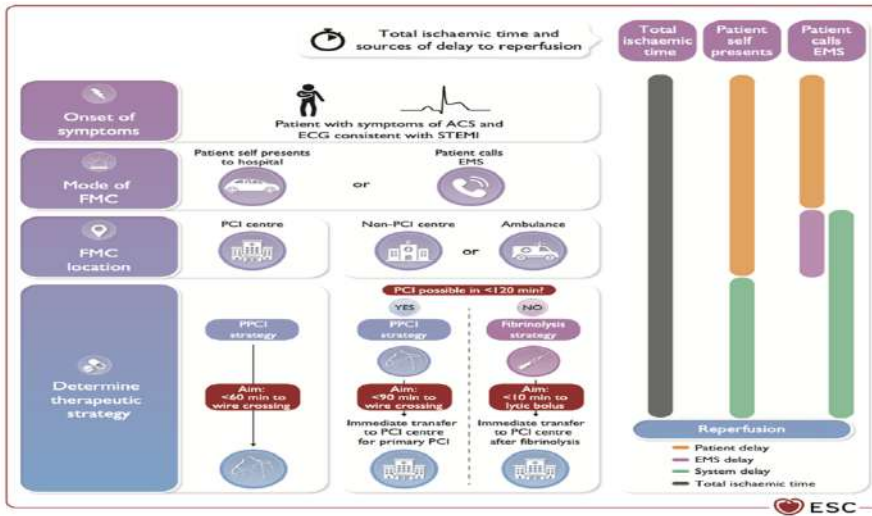 Total ischaemic time and
sources of delay to reperfusion
Total
ischaemic
time
Patient
self
presents
Patient
calls
EMS
Onset of
symptoms
Patient with symptoms of ACS and
ECG consistent with STEMI
Mode of
FMC
Patient self presents
to hospital
or
Patient calls
EMS
FMC
location
PCI centre
Non-PCI centre
or
Ambulance
Determine
therapeutic
strategy
PCI possible in <120 min?
YES
NO
PPCI
strategy
PPCI
strategy
Fibrinolysis
strategy
Aim:
<60 min to
wire crossing
Aim:
<90 min to
wire crossing
Aim:
<10 min to
lytic bolus
Immediate transfer
to PCI centre
for primary PCI
Immediate transfer
to PCI centre
after fibrinolysis
Reperfusion
Patient delay
EMS delay
System delay
Total ischaemic time
ESC